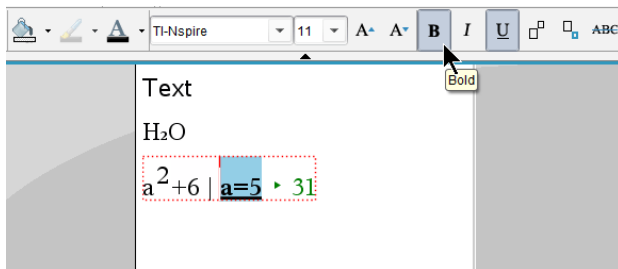 A TI-Nspire 11 A A B I U ABC
Bold
Text
H₂O
a²+6 | a=5 ▸ 31